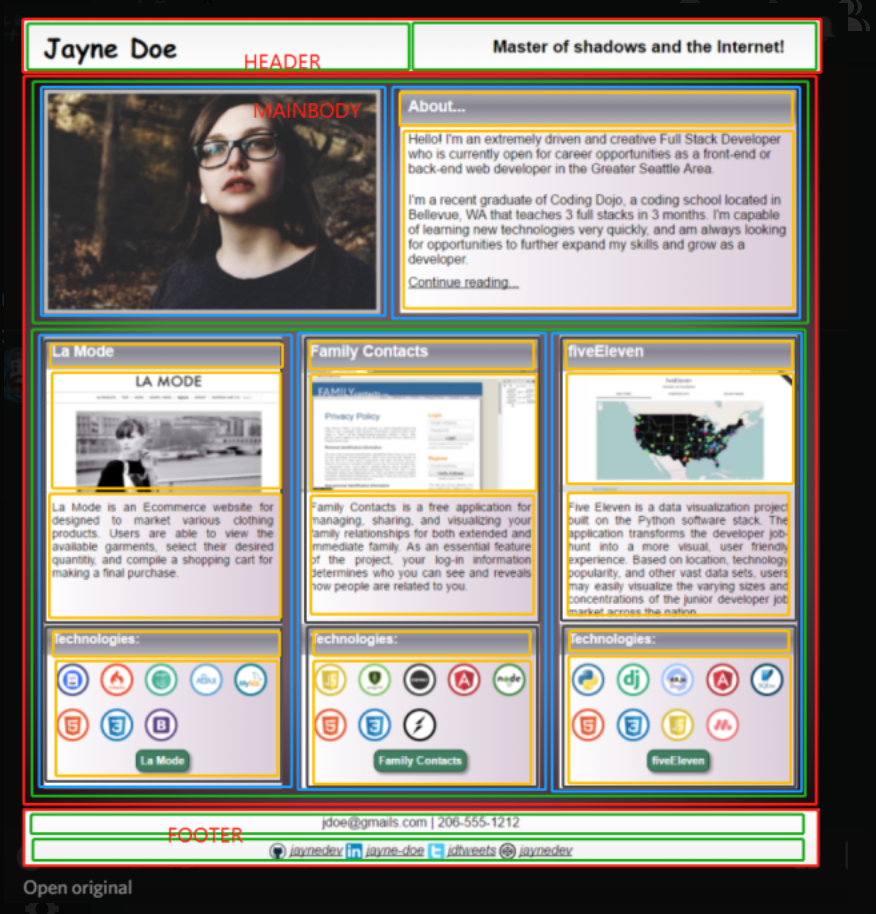 Jayne Doe
Master of shadows and the Internet!
HEADER
MAINBODY
About...
Hello! I'm an extremely driven and creative Full Stack Developer
who is currently open for career opportunities as a front-end or
back-end web developer in the Greater Seattle Area.
I'm a recent graduate of Coding Dojo, a coding school located in
Bellevue, WA that teaches 3 full stacks in 3 months. I'm capable
of learning new technologies very quickly, and am always looking
for opportunities to further expand my skills and grow as a
developer.
Continue reading...
La Mode
LA MODE
La Mode is an Ecommerce website for
designed to market various clothing
products. Users are able to view the
available garments, select their desired
quantity, and compile a shopping cart for
making a final purchase.
Technologies:
MySQL
B
La Mode
Family Contacts
FAMILY
Privacy Policy
Login
Register
Family Contacts is a free application for
managing, sharing, and visualizing your
family relationships for both extended and
immediate family. As an essential feature
of the project, your log-in information
determines who you can see and reveals
how people are related to you.
Technologies:
JS
A
node
Family Contacts
fiveEleven
fiveEleven
Five Eleven is a data visualization project
built on the Python software stack. The
application transforms the developer job-
hunt into a more visual, user friendly
experience. Based on location, technology
popularity, and other vast data sets, users
may easily visualize the varying sizes and
concentrations of the junior developer job
market across the nation.
Technologies:
dj
A
JS
fiveEleven
jdoe@gmails.com | 206-555-1212
FOOTER
jaynedev in jayne-doe jdtweets jaynedev
Open original